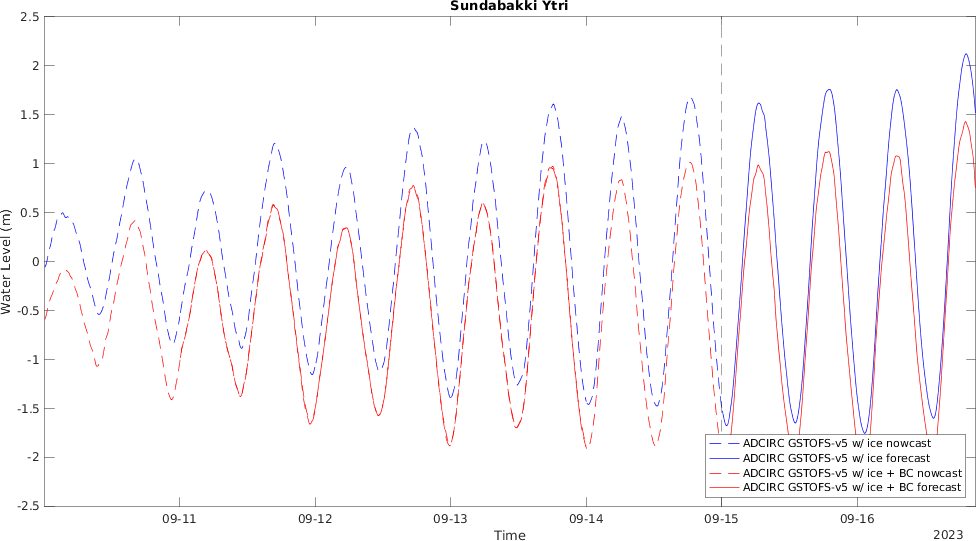 Sundabakki Ytri
2.5
2
1.5
1
0.5
0
-0.5
-1
-1.5
-2
-2.5
Water Level (m)
09-11
09-12
09-13
09-14
09-15
09-16
Time
2023
ADCIRC GSTOFS-v5 w/ ice nowcast
ADCIRC GSTOFS-v5 w/ ice forecast
ADCIRC GSTOFS-v5 w/ ice + BC nowcast
ADCIRC GSTOFS-v5 w/ ice + BC forecast